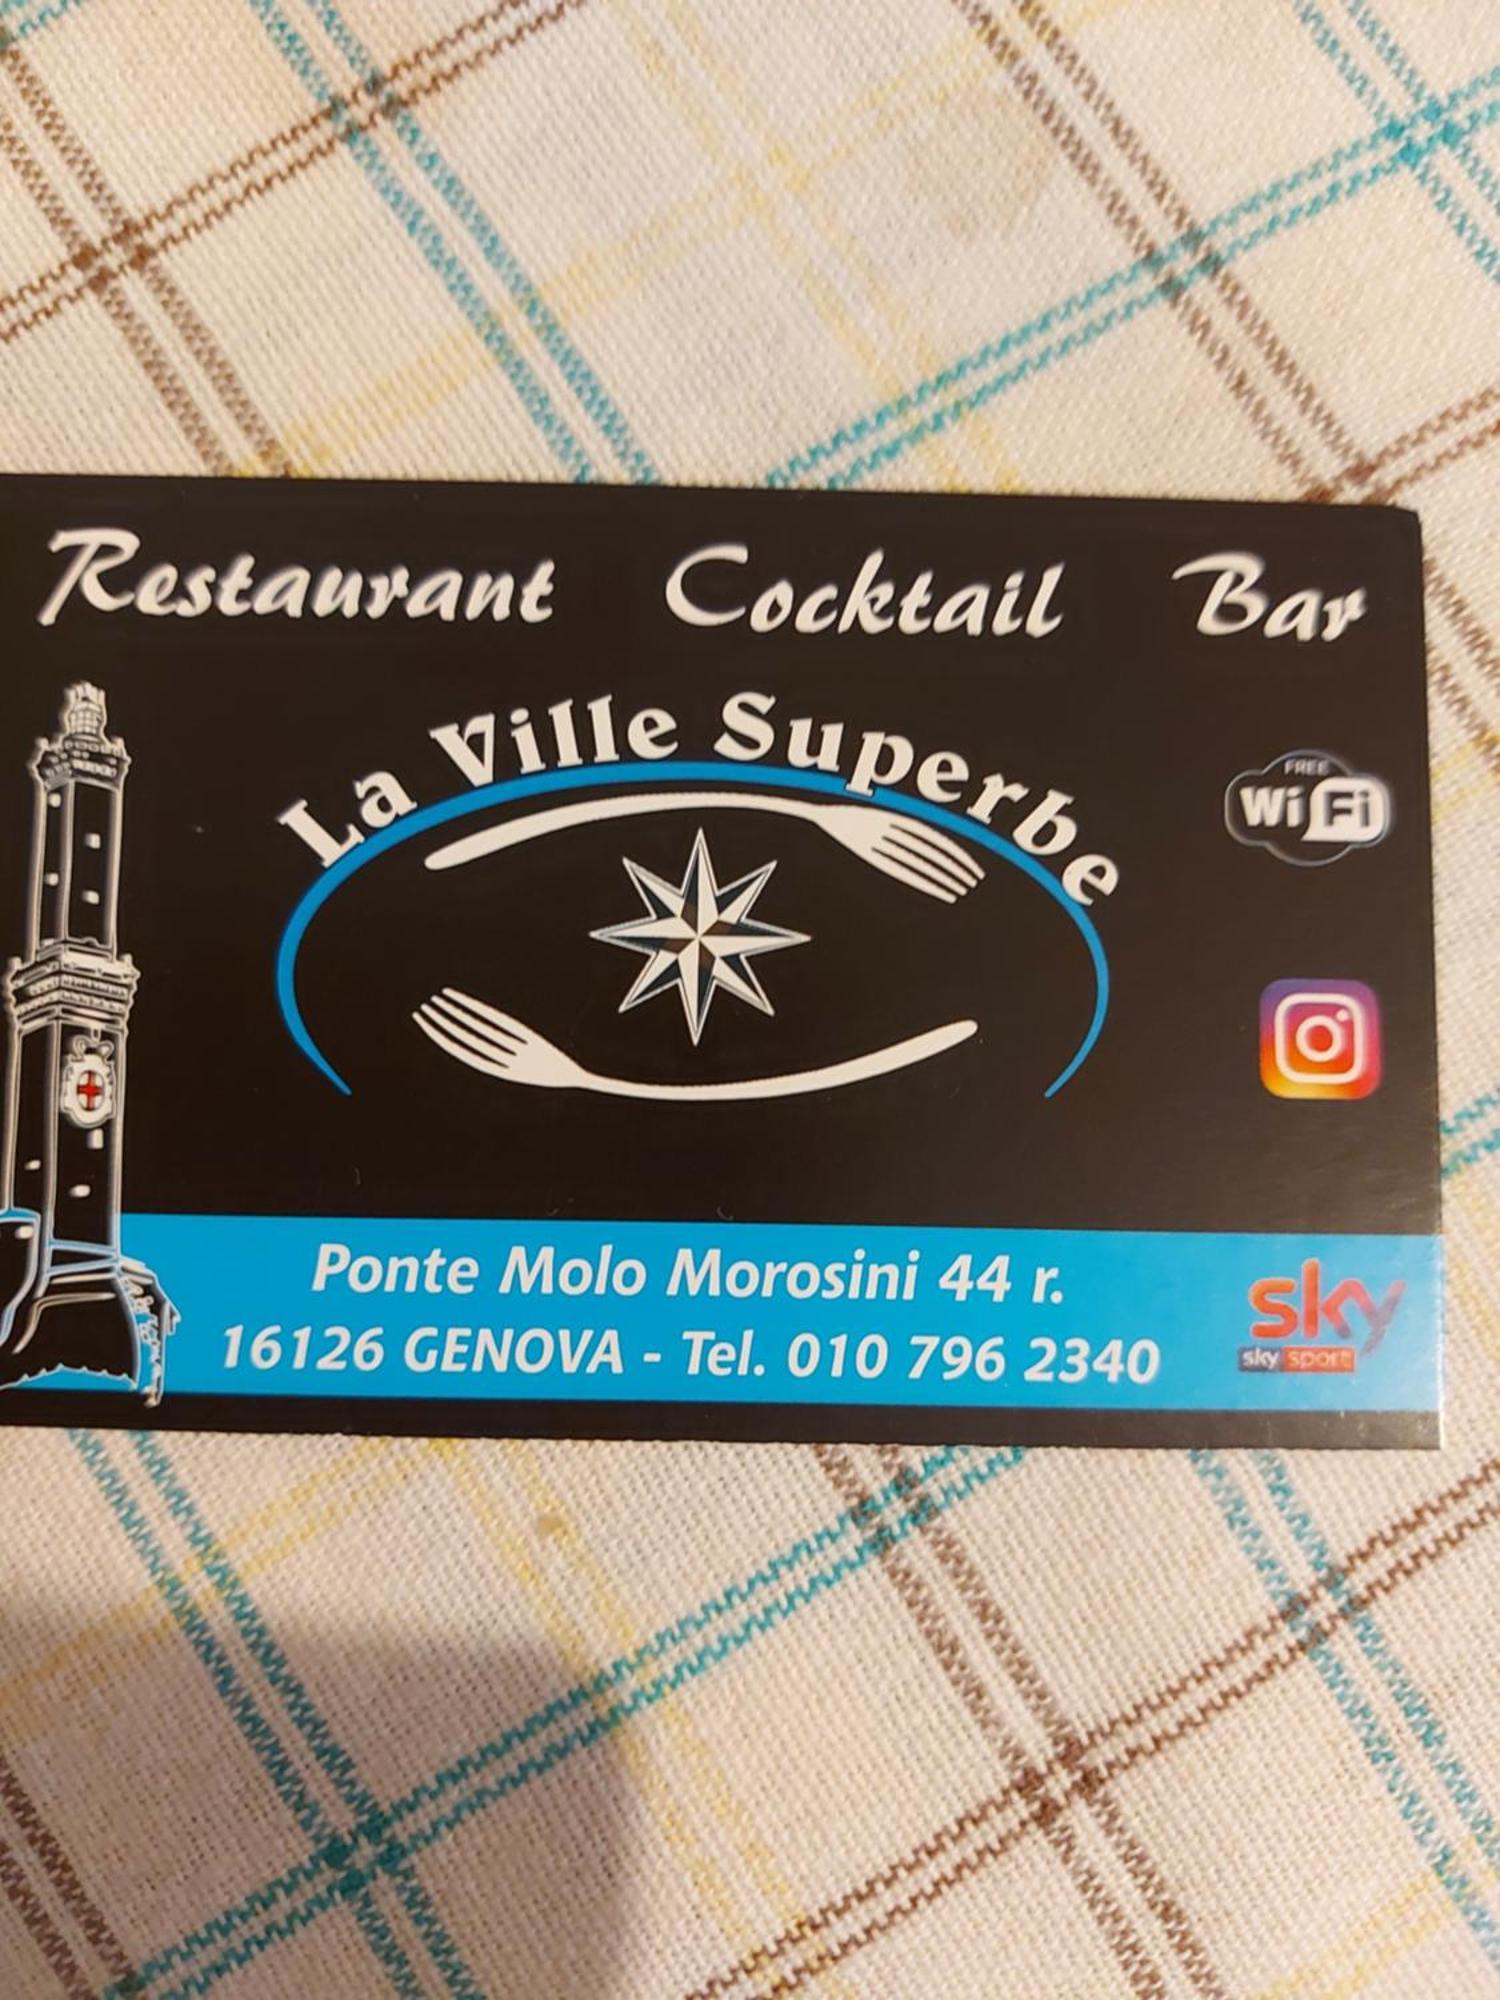 Restaurant Cocktail Bar
La Ville Superbe
FREE
WiFi
Ponte Molo Morosini 44 r.
16126 GENOVA - Tel. 010 796 2340
sky
sky sport